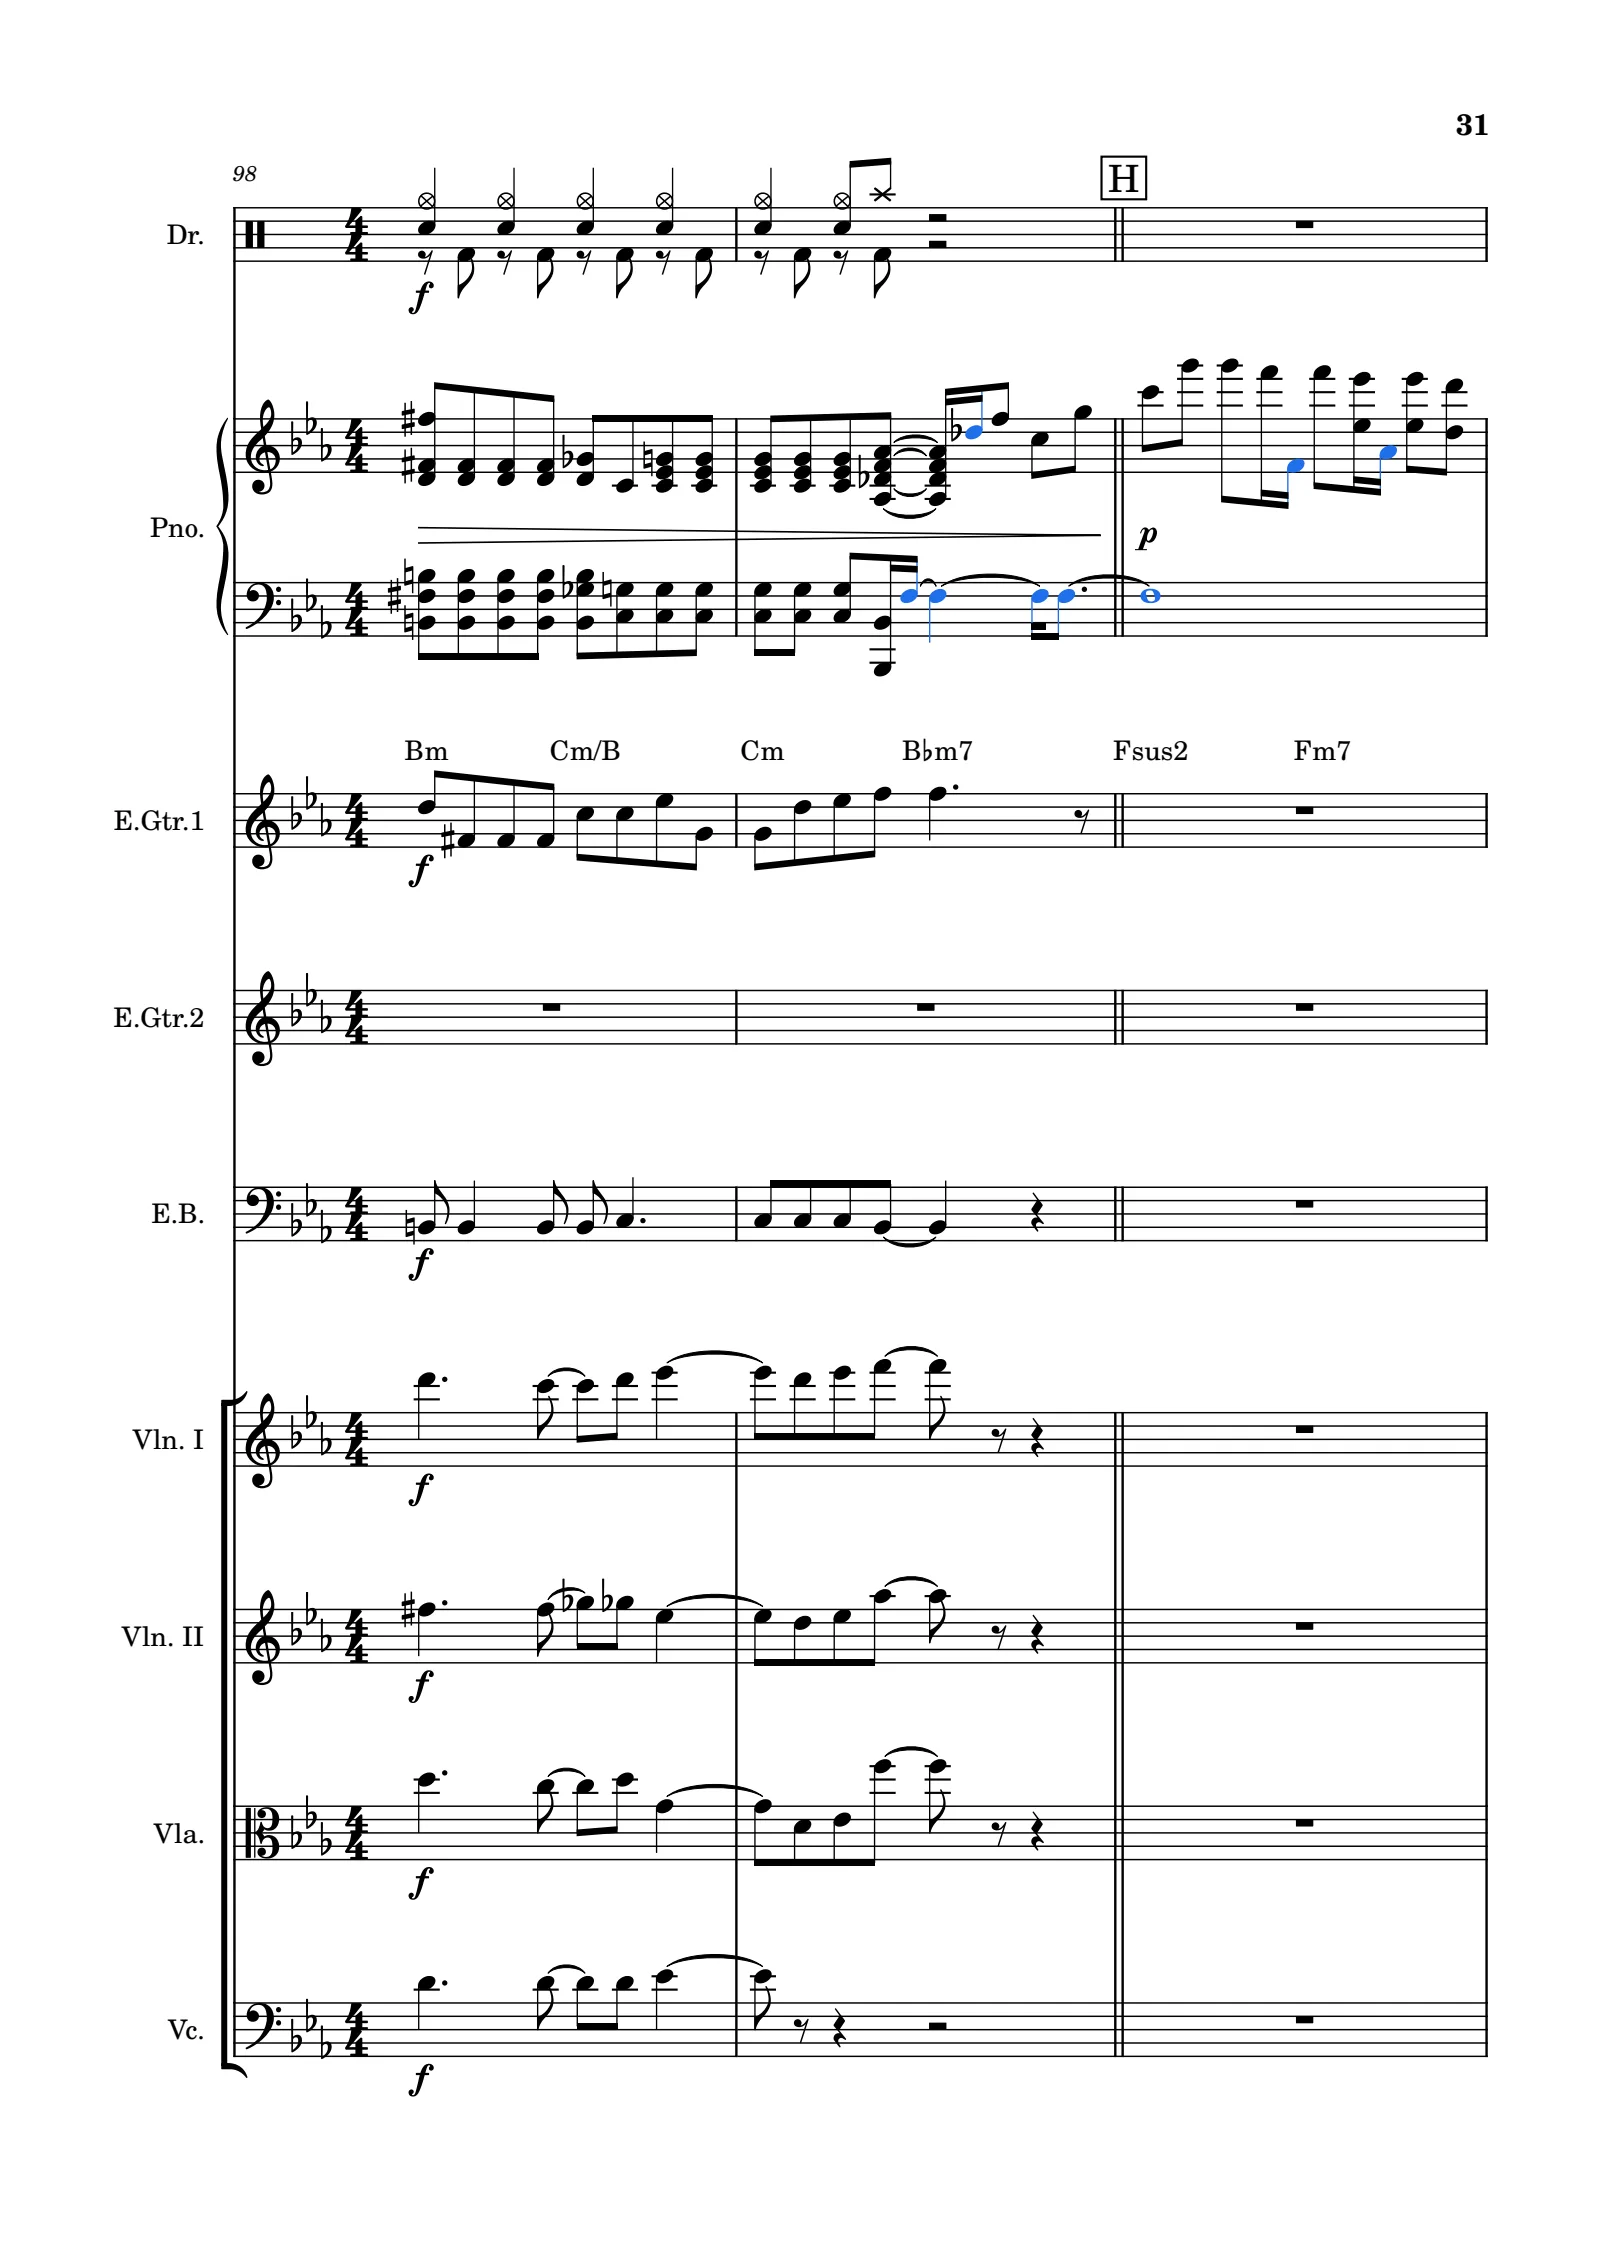 31
98
H
Dr.
f
Pno.
p
Bm Cm/B Cm B♭m7 Fsus2 Fm7
E.Gtr.1
f
E.Gtr.2
E.B.
f
Vln. I
f
Vln. II
f
Vla.
f
Vc.
f